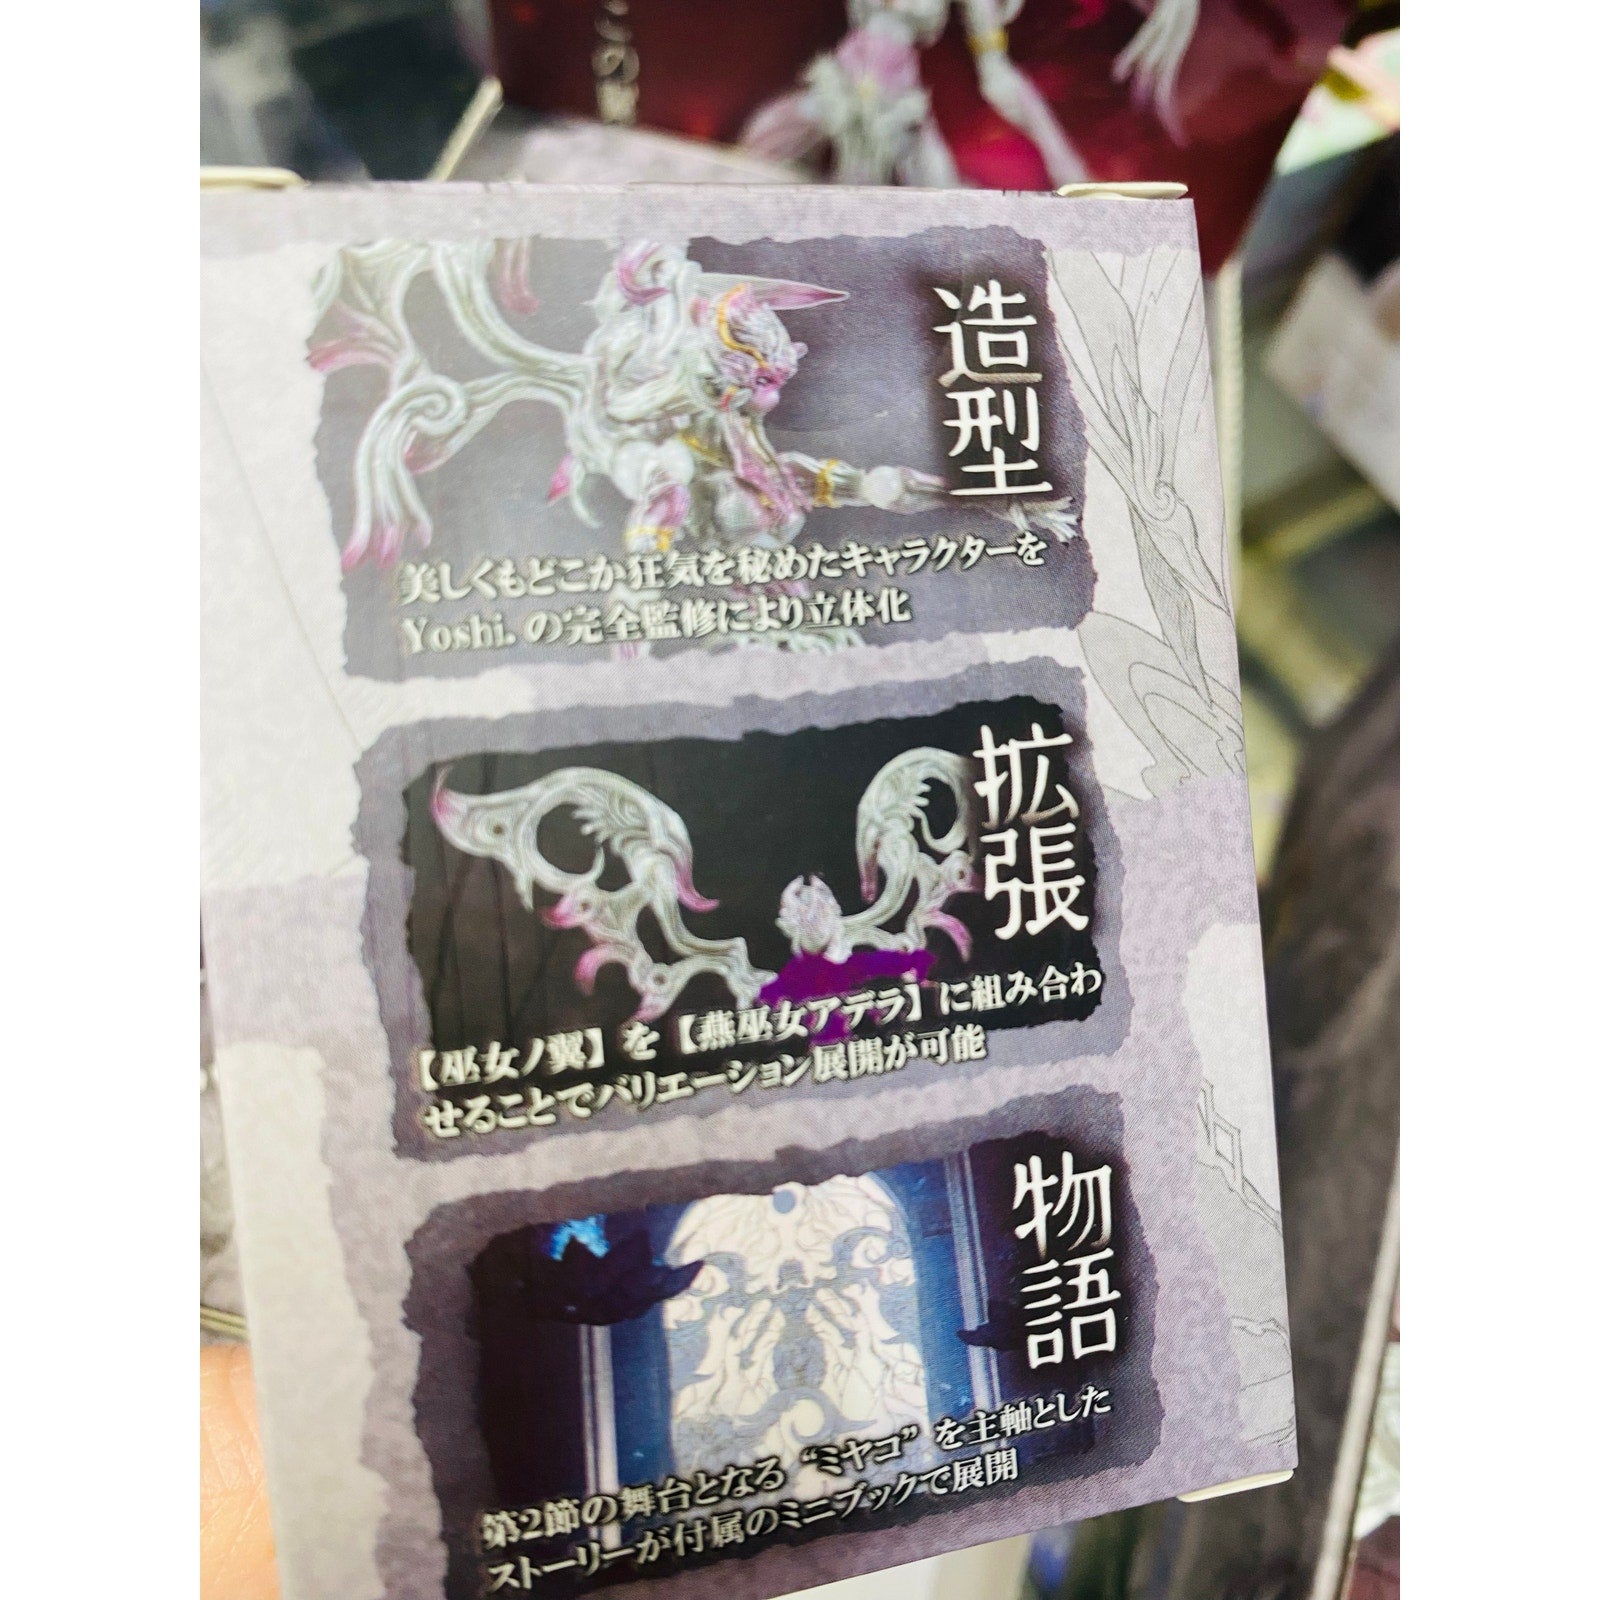 この
造型
美しくもどこか狂気を秘めたキャラクターを
Yoshi.の完全監修により立体化
拡張
【巫女ノ翼】を【燕巫女アデラ】に組み合わ
せることでバリエーション展開が可能
物語
第2節の舞台となる“ミヤコ”を主軸とした
ストーリーが付属のミニブックで展開